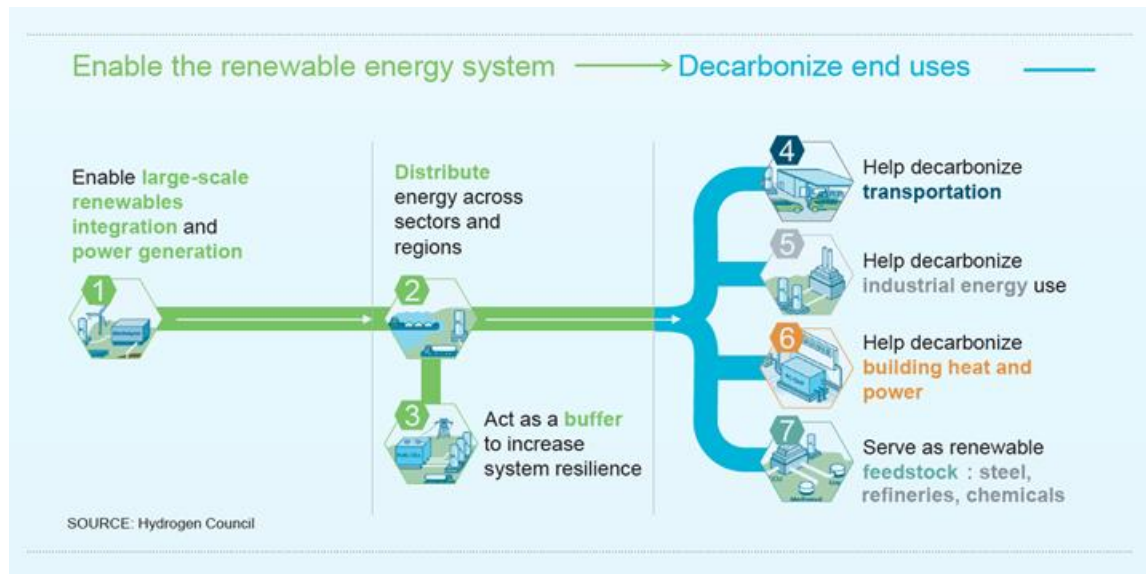 Enable the renewable energy system
Decarbonize end uses
1
Enable large-scale
renewables
integration and
power generation
2
Distribute
energy across
sectors and
regions
3
Act as a buffer
to increase
system resilience
4
Help decarbonize
transportation
5
Help decarbonize
industrial energy use
6
Help decarbonize
building heat and
power
7
Serve as renewable
feedstock : steel,
refineries, chemicals
SOURCE: Hydrogen Council